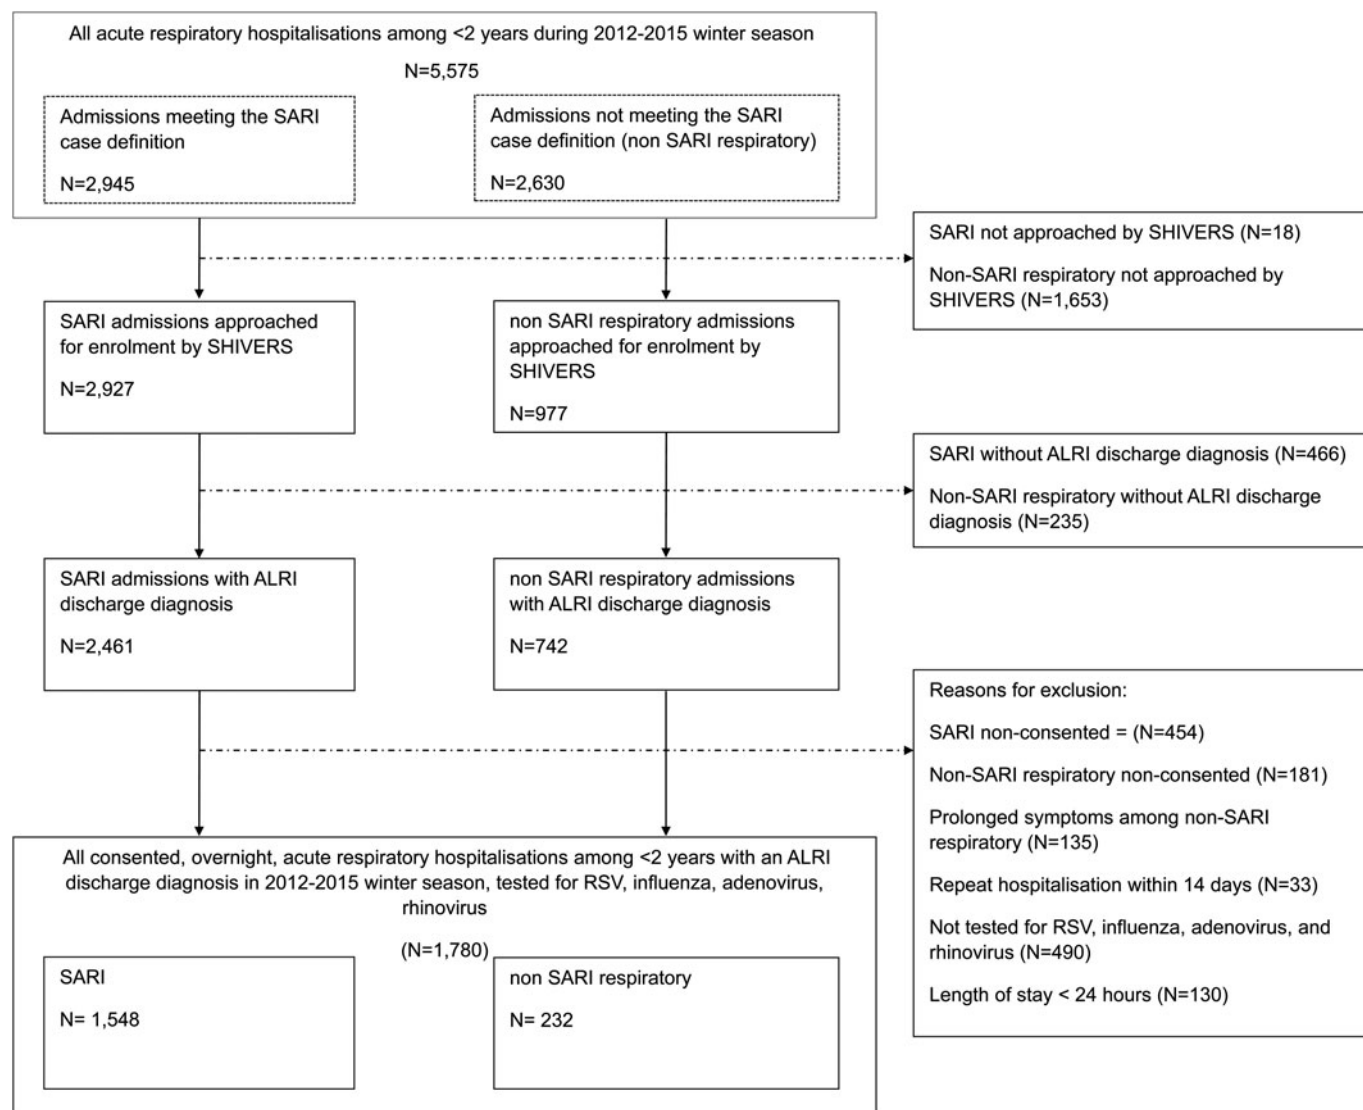 All acute respiratory hospitalisations among <2 years during 2012-2015 winter season
N=5,575
Admissions meeting the SARI
case definition
N=2,945
Admissions not meeting the SARI
case definition (non SARI respiratory)
N=2,630
SARI not approached by SHIVERS (N=18)
Non-SARI respiratory not approached by
SHIVERS (N=1,653)
SARI admissions approached
for enrolment by SHIVERS
N=2,927
non SARI respiratory admissions
approached for enrolment by
SHIVERS
N=977
SARI without ALRI discharge diagnosis (N=466)
Non-SARI respiratory without ALRI discharge
diagnosis (N=235)
SARI admissions with ALRI
discharge diagnosis
N=2,461
non SARI respiratory admissions
with ALRI discharge diagnosis
N=742
Reasons for exclusion:
SARI non-consented = (N=454)
Non-SARI respiratory non-consented (N=181)
Prolonged symptoms among non-SARI
respiratory (N=135)
Repeat hospitalisation within 14 days (N=33)
Not tested for RSV, influenza, adenovirus, and
rhinovirus (N=490)
Length of stay < 24 hours (N=130)
All consented, overnight, acute respiratory hospitalisations among <2 years with an ALRI
discharge diagnosis in 2012-2015 winter season, tested for RSV, influenza, adenovirus,
rhinovirus
(N=1,780)
SARI
N= 1,548
non SARI respiratory
N= 232